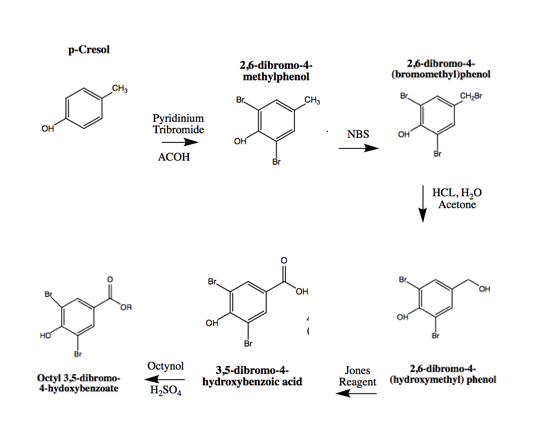 p-Cresol
CH₃
OH
Pyridinium
Tribromide
ACOH
2,6-dibromo-4-
methylphenol
Br
CH₃
OH
Br
NBS
2,6-dibromo-4-
(bromomethyl)phenol
Br
CH₂Br
OH
Br
HCL, H₂O
Acetone
Br
OH
OH
Br
2,6-dibromo-4-
(hydroxymethyl) phenol
Jones
Reagent
O
Br
OH
OH
Br
3,5-dibromo-4-
hydroxybenzoic acid
Octynol
H₂SO₄
O
Br
OR
HO
Br
Octyl 3,5-dibromo-
4-hydoxybenzoate